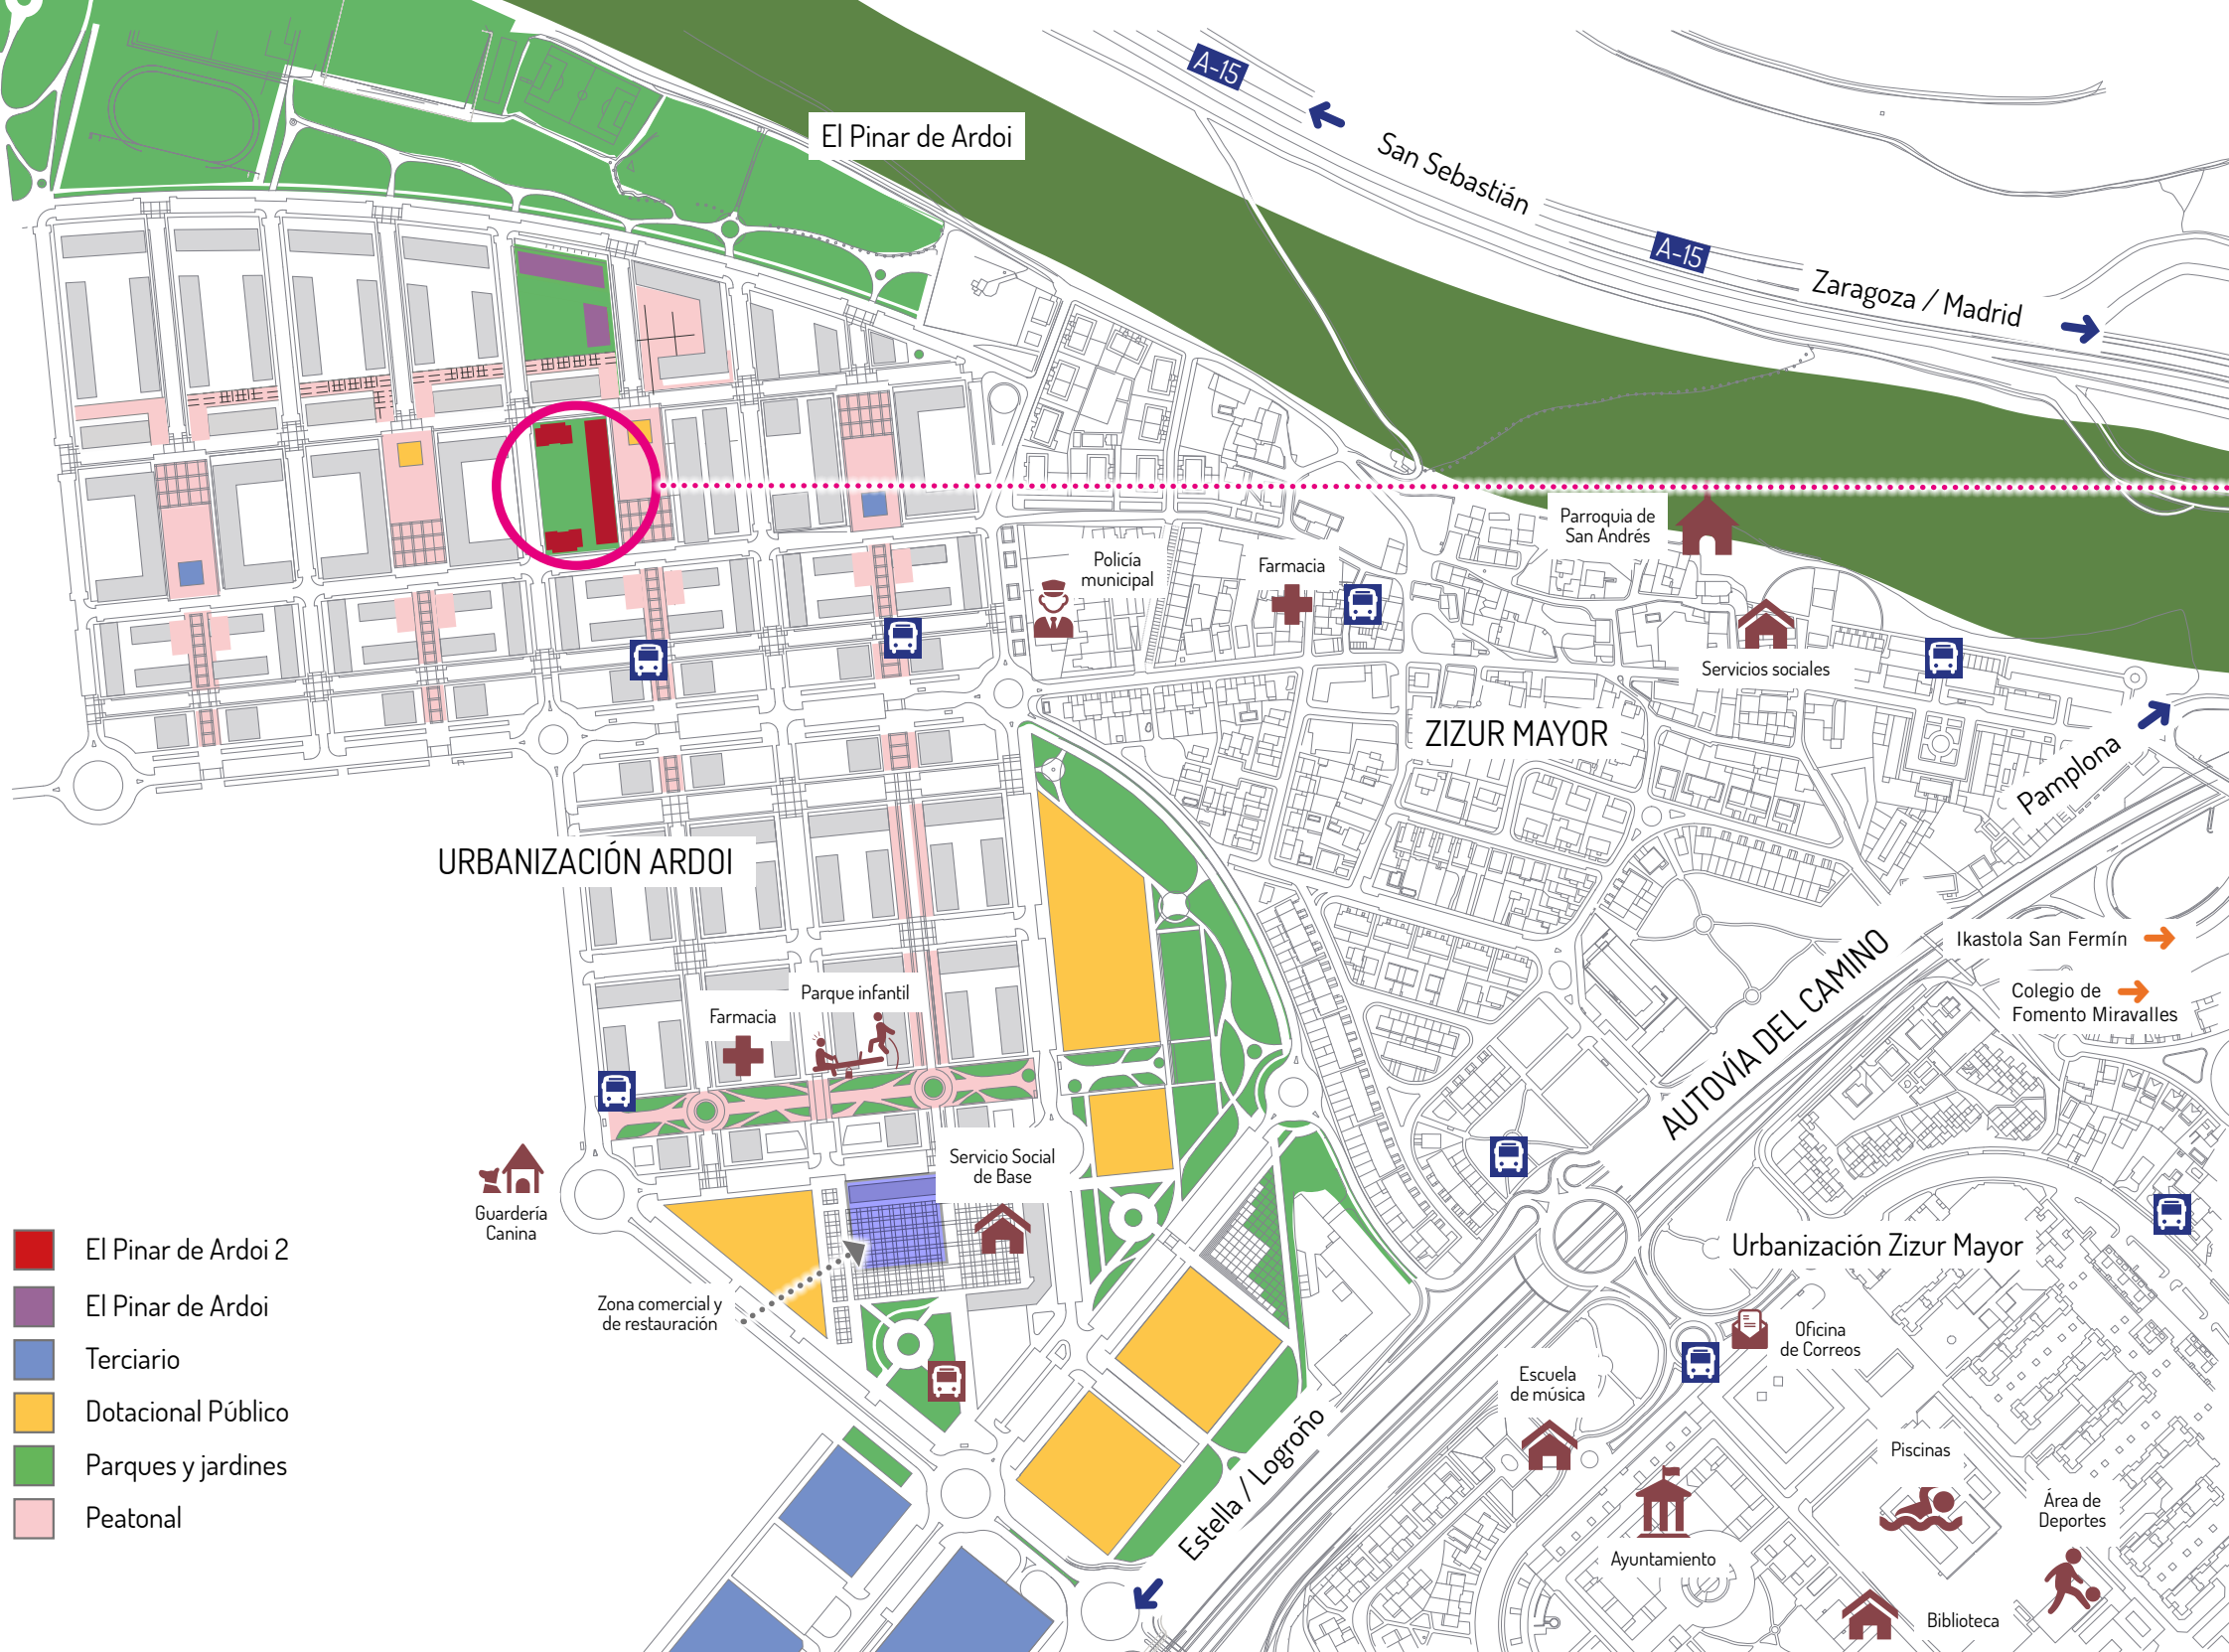 A-15
El Pinar de Ardoi
San Sebastián
A-15
Zaragoza / Madrid
Parroquia de
San Andrés
Policía
municipal
Farmacia
Servicios sociales
ZIZUR MAYOR
Pamplona
URBANIZACIÓN ARDOI
Ikastola San Fermín
Colegio de
Fomento Miravalles
AUTOVÍA DEL CAMINO
Parque infantil
Farmacia
Servicio Social
de Base
Guardería
Canina
Urbanización Zizur Mayor
Zona comercial y
de restauración
Oficina
de Correos
Escuela
de música
Estella / Logroño
Piscinas
Área de
Deportes
Ayuntamiento
Biblioteca
El Pinar de Ardoi 2
El Pinar de Ardoi
Terciario
Dotacional Público
Parques y jardines
Peatonal